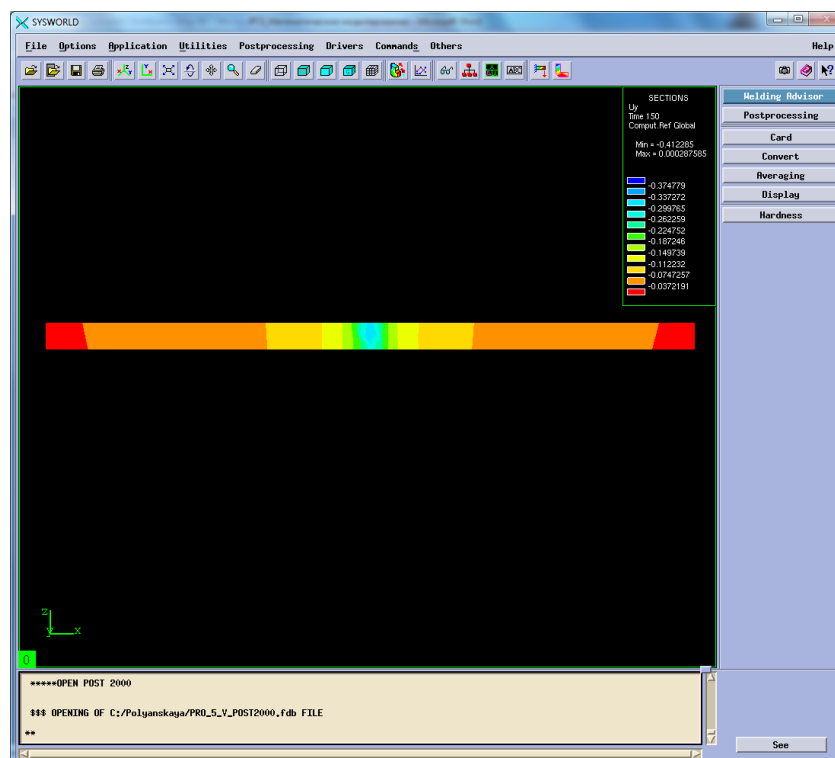 SYSWORLD
File Options Application Utilities Postprocessing Drivers Commands Others Help
SECTIONS
Uy
Time 150
Comput.Ref Global
Min = -0.412285
Max = 0.000287585
-0.374779
-0.337272
-0.299765
-0.262259
-0.224752
-0.187246
-0.149739
-0.112232
-0.0747257
-0.0372191
Welding Advisor
Postprocessing
Card
Convert
Averaging
Display
Hardness
z
y x
0
*****OPEN POST 2000
$$$ OPENING OF C:/Polyanskaya/PRO_5_V_POST2000.fdb FILE
**
See